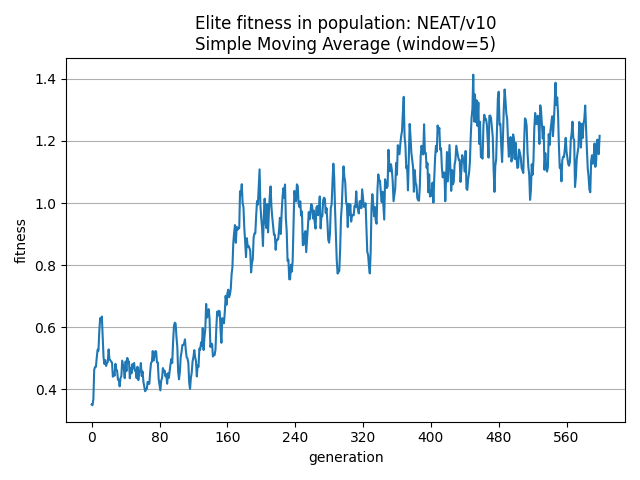 Elite fitness in population: NEAT/v10
Simple Moving Average (window=5)
1.4
1.2
1.0
0.8
0.6
0.4
fitness
0 80 160 240 320 400 480 560
generation